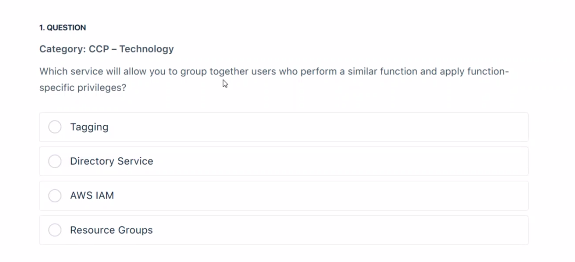 1. QUESTION
Category: CCP – Technology
Which service will allow you to group together users who perform a similar function and apply function-
specific privileges?
Tagging
Directory Service
AWS IAM
Resource Groups